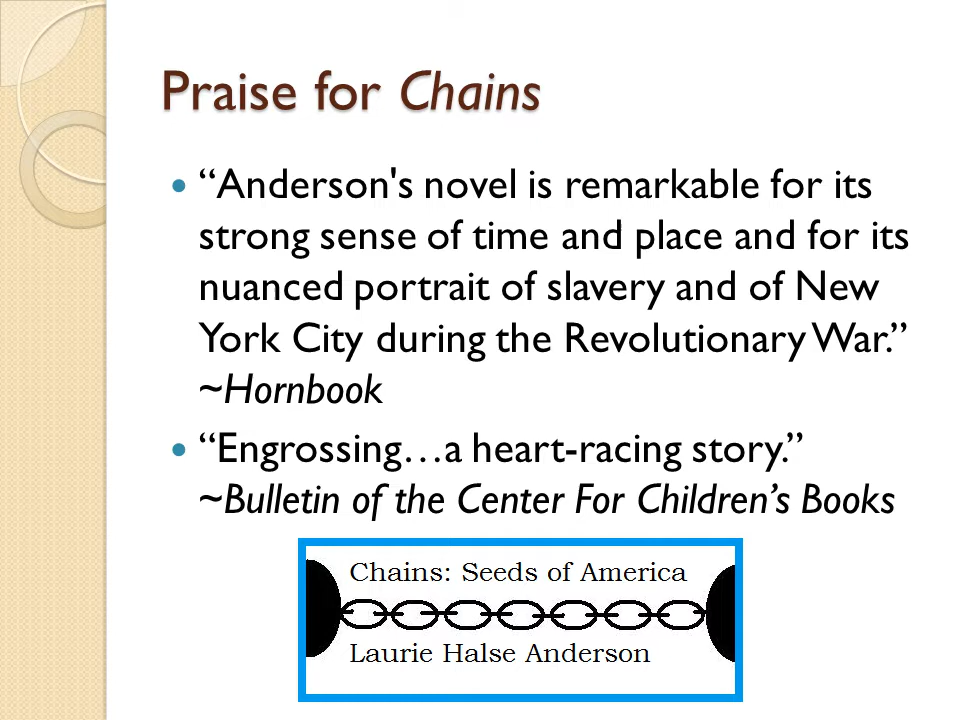 Praise for Chains
• “Anderson's novel is remarkable for its
strong sense of time and place and for its
nuanced portrait of slavery and of New
York City during the Revolutionary War.”
~Hornbook
• “Engrossing…a heart-racing story.”
~Bulletin of the Center For Children’s Books
Chains: Seeds of America
Laurie Halse Anderson